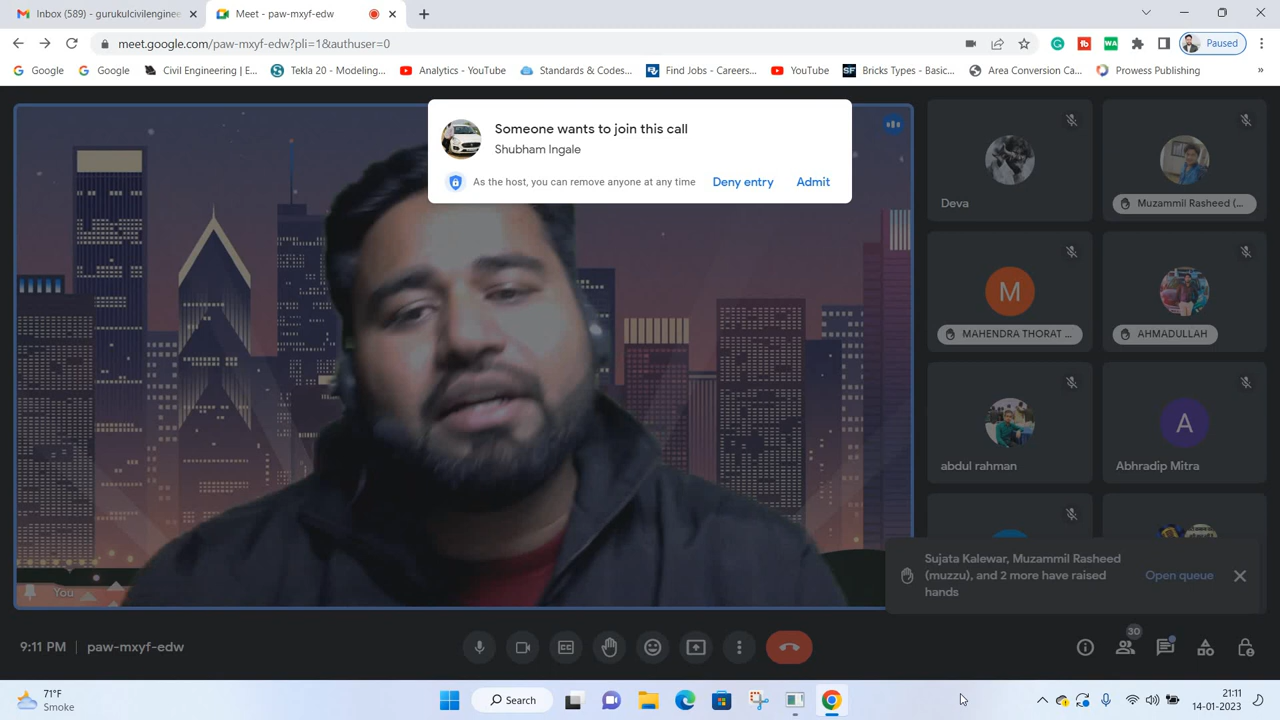 Inbox (589) - gurukulcivilenginee
Meet - paw-mxyf-edw
meet.google.com/paw-mxyf-edw?pli=1&authuser=0
Paused
Google
Google
Civil Engineering | E...
Tekla 20 - Modeling...
Analytics - YouTube
Standards & Codes...
Find Jobs - Careers...
YouTube
Bricks Types - Basic...
Area Conversion Ca...
Prowess Publishing
»
Someone wants to join this call
Shubham Ingale
As the host, you can remove anyone at any time
Deny entry
Admit
Deva
Muzammil Rasheed (...
M
MAHENDRA THORAT ...
AHMADULLAH
abdul rahman
A
Abhradip Mitra
Sujata Kalewar, Muzammil Rasheed
(muzzu), and 2 more have raised
hands
Open queue
You
9:11 PM | paw-mxyf-edw
30
71°F
Smoke
Search
21:11
14-01-2023